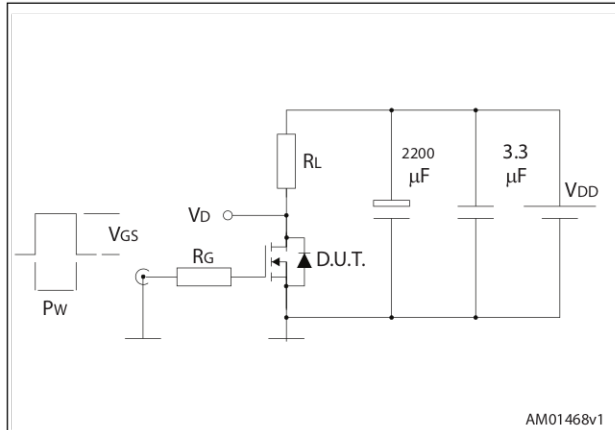 RL
2200
μF
3.3
μF
VDD
VD
VGS
RG
D.U.T.
PW
AM01468v1